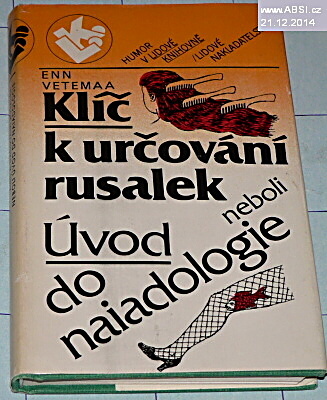 www.ABSI.cz
21.12.2014
HUMOR
V LIDOVÉ
KNIHOVNĚ
/LIDOVÉ
NAKLADATELS
ENN
VETEMAA
Klíč
k určování
rusalek
neboli
Úvod
do
naiadologie